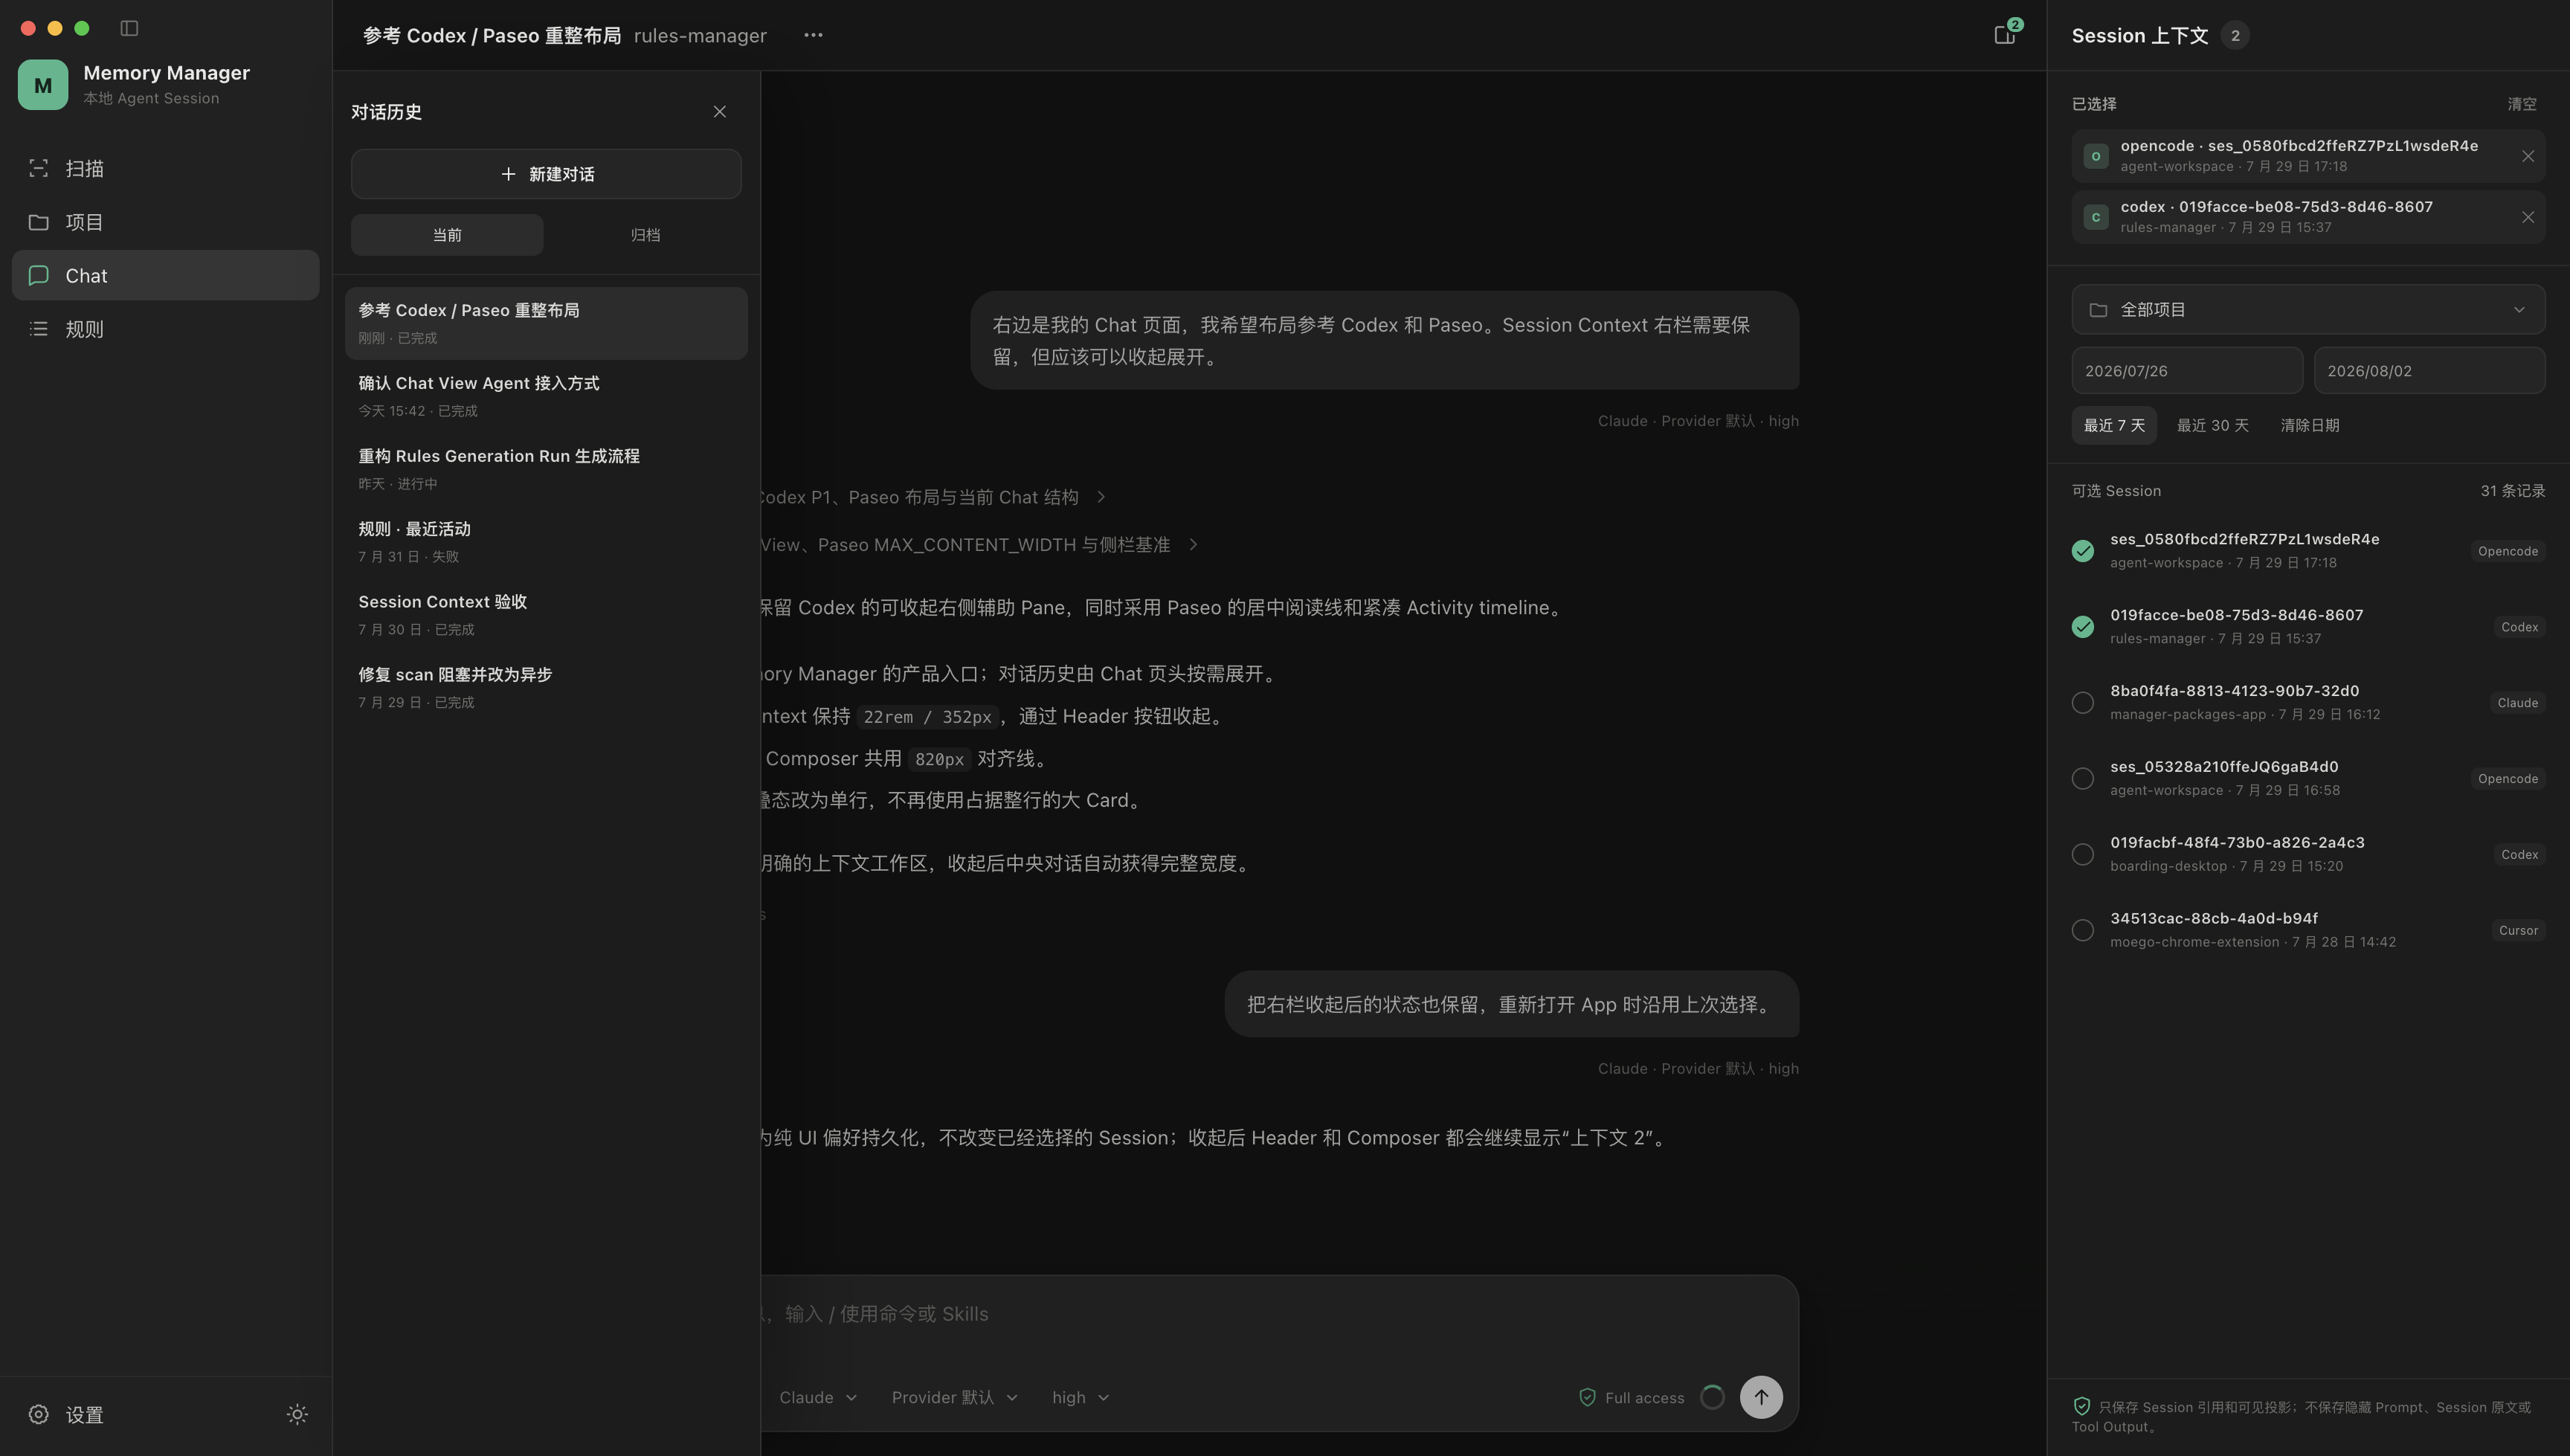 M
Memory Manager
本地 Agent Session
扫描
项目
Chat
规则
设置
参考 Codex / Paseo 重整布局 rules-manager
2
对话历史
新建对话
当前
归档
参考 Codex / Paseo 重整布局
刚刚 · 已完成
确认 Chat View Agent 接入方式
今天 15:42 · 已完成
重构 Rules Generation Run 生成流程
昨天 · 进行中
规则 · 最近活动
7 月 31 日 · 失败
Session Context 验收
7 月 30 日 · 已完成
修复 scan 阻塞并改为异步
7 月 29 日 · 已完成
右边是我的 Chat 页面，我希望布局参考 Codex 和 Paseo。Session Context 右栏需要保
留，但应该可以收起展开。
Claude · Provider 默认 · high
Codex P1、Paseo 布局与当前 Chat 结构
View、Paseo MAX_CONTENT_WIDTH 与侧栏基准
保留 Codex 的可收起右侧辅助 Pane，同时采用 Paseo 的居中阅读线和紧凑 Activity timeline。
ory Manager 的产品入口；对话历史由 Chat 页头按需展开。
ntext 保持 22rem / 352px，通过 Header 按钮收起。
Composer 共用 820px 对齐线。
叠态改为单行，不再使用占据整行的大 Card。
明确的上下文工作区，收起后中央对话自动获得完整宽度。
s
把右栏收起后的状态也保留，重新打开 App 时沿用上次选择。
Claude · Provider 默认 · high
为纯 UI 偏好持久化，不改变已经选择的 Session；收起后 Header 和 Composer 都会继续显示“上下文 2”。
，输入 / 使用命令或 Skills
Claude
Provider 默认
high
Full access
Session 上下文 2
已选择
清空
O
opencode · ses_0580fbcd2ffeRZ7PzL1wsdeR4e
agent-workspace · 7 月 29 日 17:18
C
codex · 019facce-be08-75d3-8d46-8607
rules-manager · 7 月 29 日 15:37
全部项目
2026/07/26
2026/08/02
最近 7 天
最近 30 天
清除日期
可选 Session
31 条记录
ses_0580fbcd2ffeRZ7PzL1wsdeR4e
agent-workspace · 7 月 29 日 17:18
Opencode
019facce-be08-75d3-8d46-8607
rules-manager · 7 月 29 日 15:37
Codex
8ba0f4fa-8813-4123-90b7-32d0
manager-packages-app · 7 月 29 日 16:12
Claude
ses_05328a210ffeJQ6gaB4d0
agent-workspace · 7 月 29 日 16:58
Opencode
019facbf-48f4-73b0-a826-2a4c3
boarding-desktop · 7 月 29 日 15:20
Codex
34513cac-88cb-4a0d-b94f
moego-chrome-extension · 7 月 28 日 14:42
Cursor
只保存 Session 引用和可见投影；不保存隐藏 Prompt、Session 原文或
Tool Output。